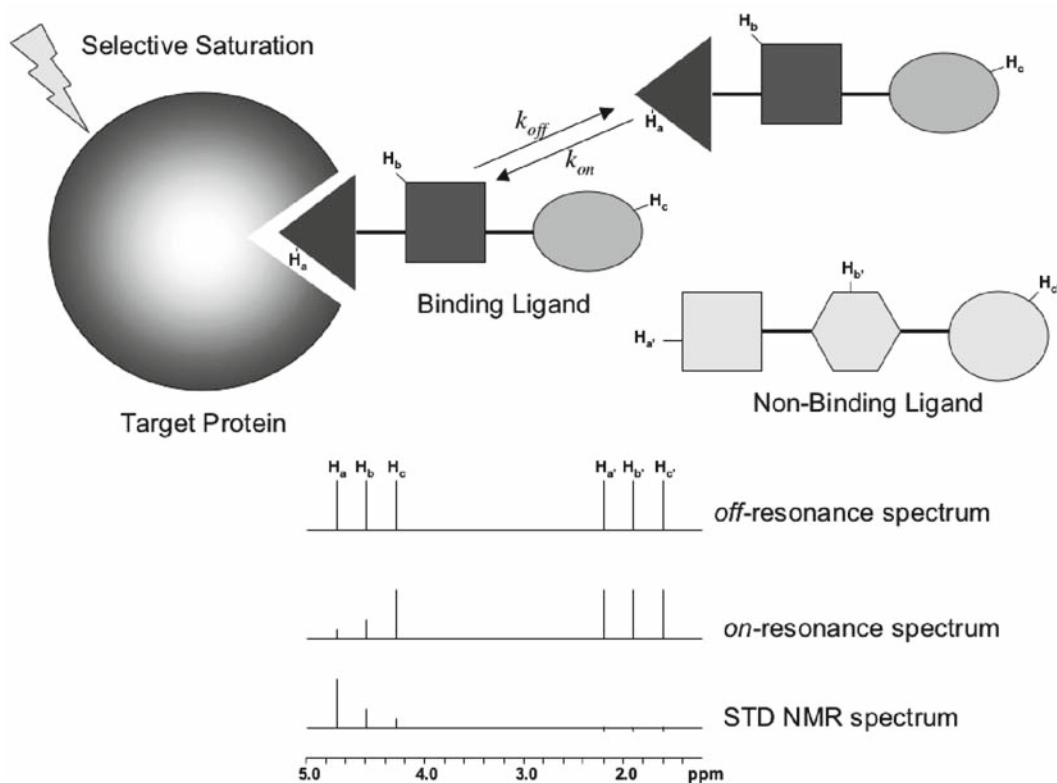 Selective Saturation
H_b
H_c
k_off
H_a
k_on
H_b
H_c
H_a
Binding Ligand
H_b'
H_c'
H_a'
Non-Binding Ligand
Target Protein
H_a H_b H_c H_a' H_b' H_c'
off-resonance spectrum
on-resonance spectrum
STD NMR spectrum
5.0 4.0 3.0 2.0 ppm